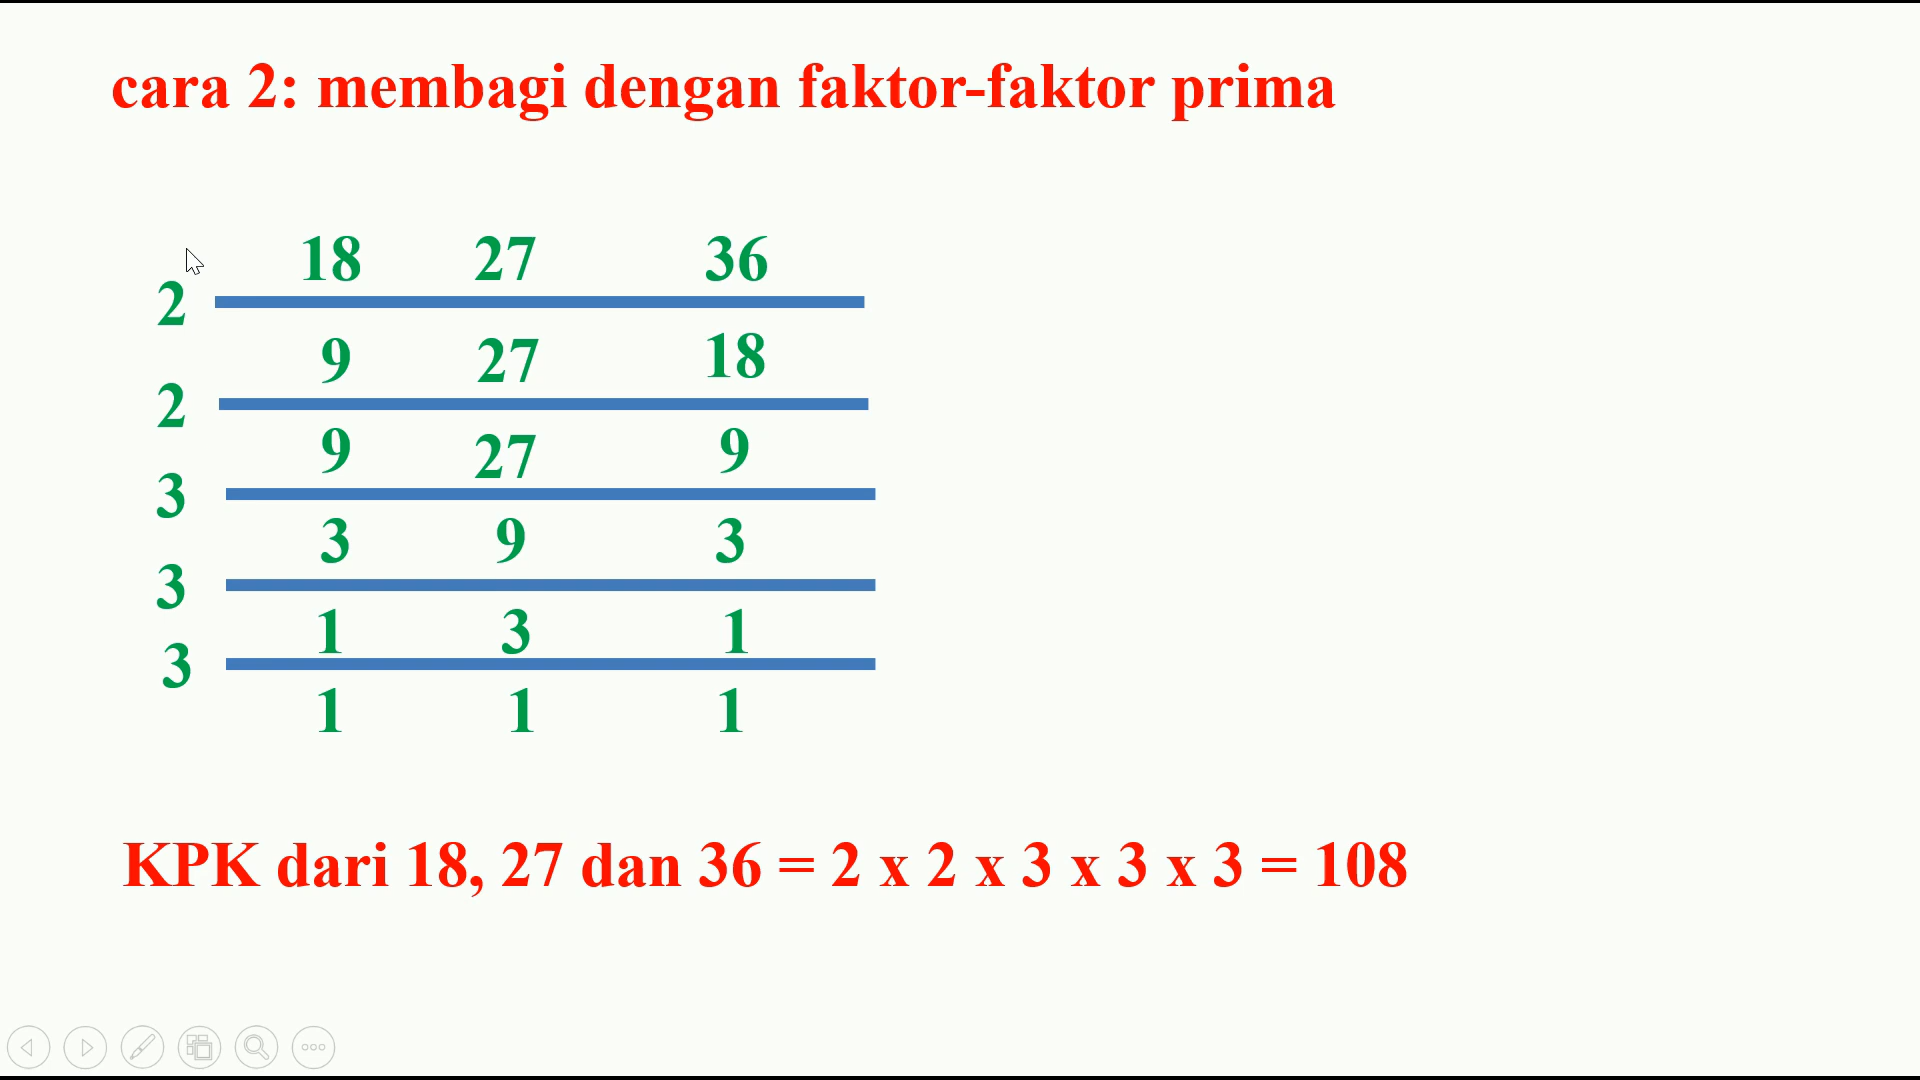 cara 2: membagi dengan faktor-faktor prima
18 27 36
2
9 27 18
2
9 27 9
3
3 9 3
3
1 3 1
3
1 1 1
KPK dari 18, 27 dan 36 = 2 x 2 x 3 x 3 x 3 = 108